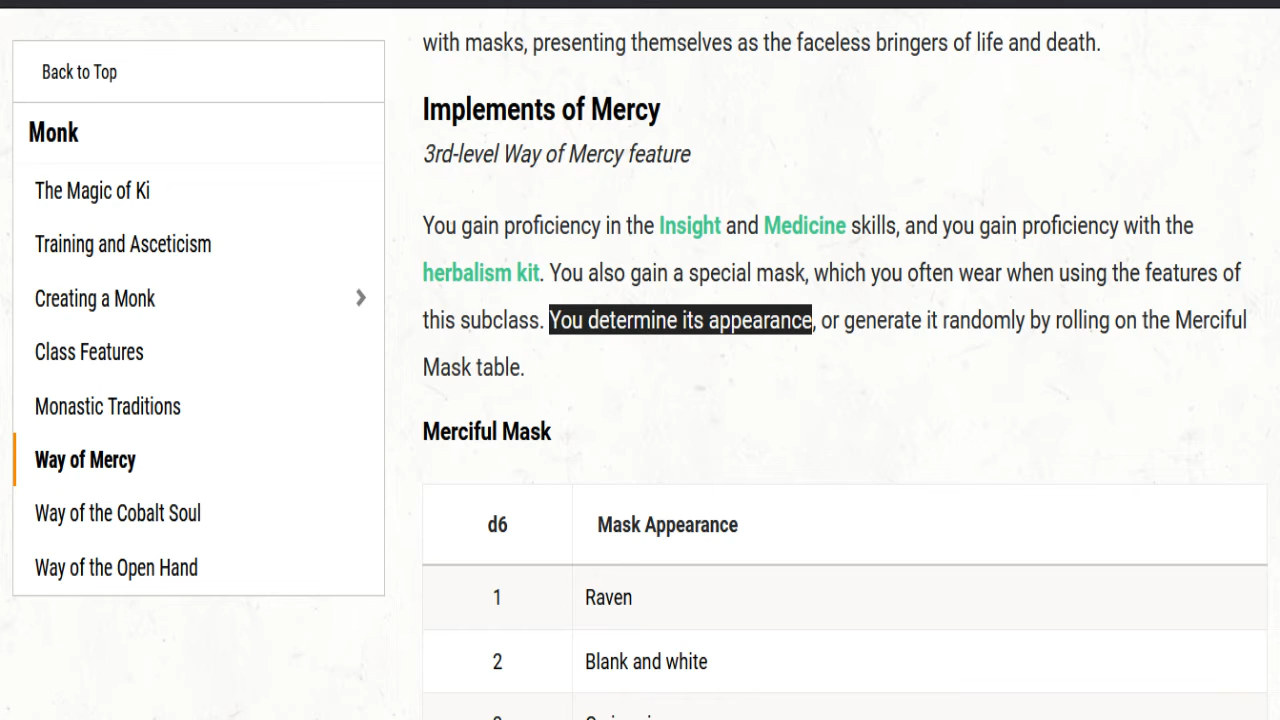 Back to Top
Monk
The Magic of Ki
Training and Asceticism
Creating a Monk
Class Features
Monastic Traditions
Way of Mercy
Way of the Cobalt Soul
Way of the Open Hand
with masks, presenting themselves as the faceless bringers of life and death.
Implements of Mercy
3rd-level Way of Mercy feature
You gain proficiency in the Insight and Medicine skills, and you gain proficiency with the
herbalism kit. You also gain a special mask, which you often wear when using the features of
this subclass. You determine its appearance, or generate it randomly by rolling on the Merciful
Mask table.
Merciful Mask
d6 Mask Appearance
1 Raven
2 Blank and white